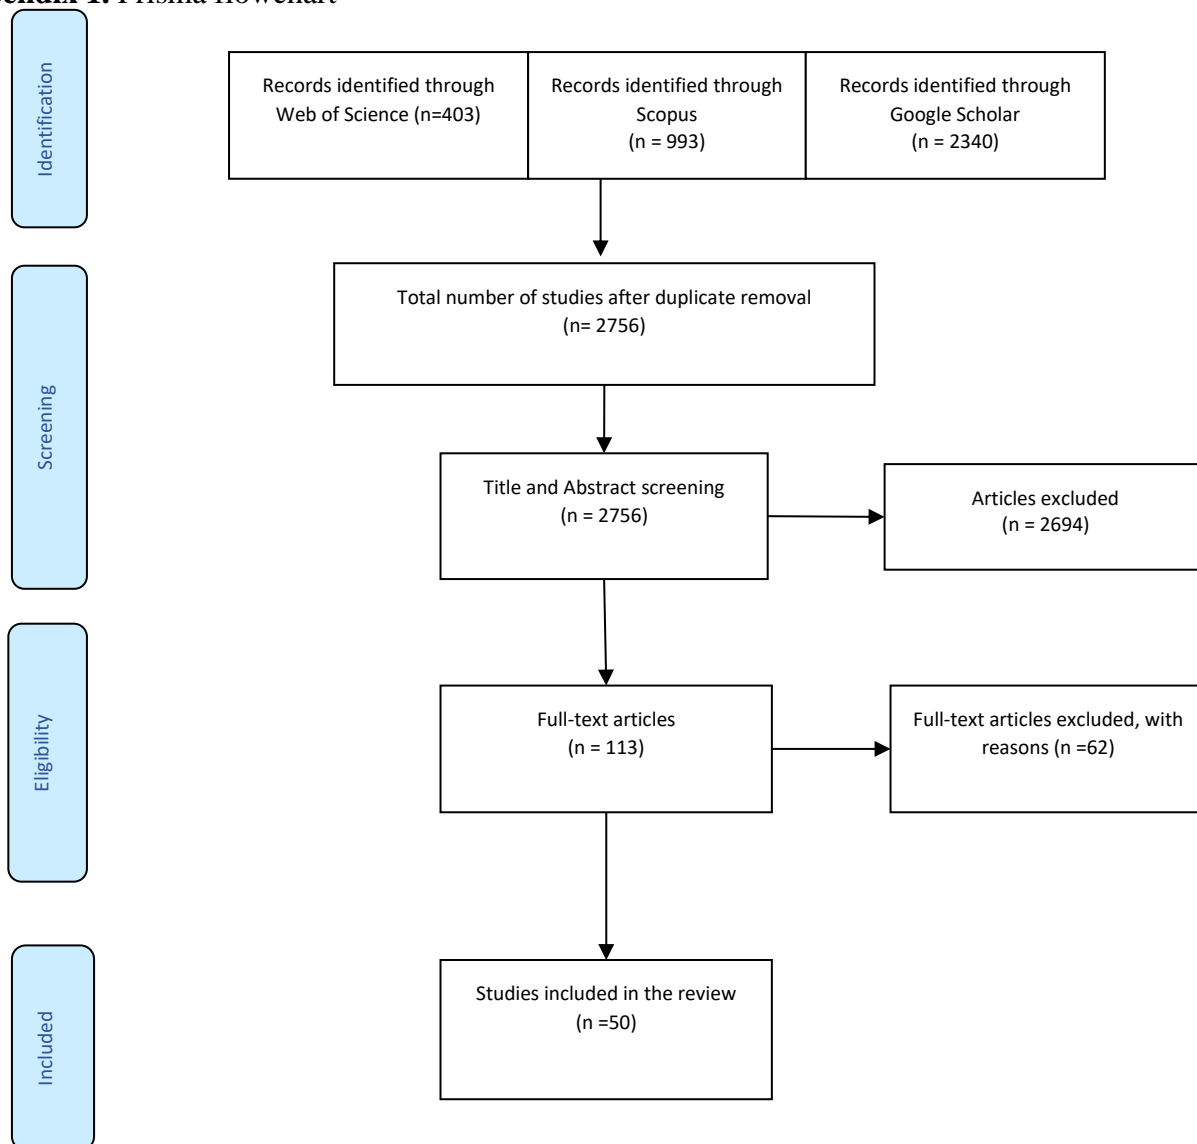 Prisma flowchart
Identification
Records identified through
Web of Science (n=403)
Records identified through
Scopus
(n = 993)
Records identified through
Google Scholar
(n = 2340)
Screening
Total number of studies after duplicate removal
(n= 2756)
Title and Abstract screening
(n = 2756)
Articles excluded
(n = 2694)
Eligibility
Full-text articles
(n = 113)
Full-text articles excluded, with
reasons (n =62)
Included
Studies included in the review
(n =50)